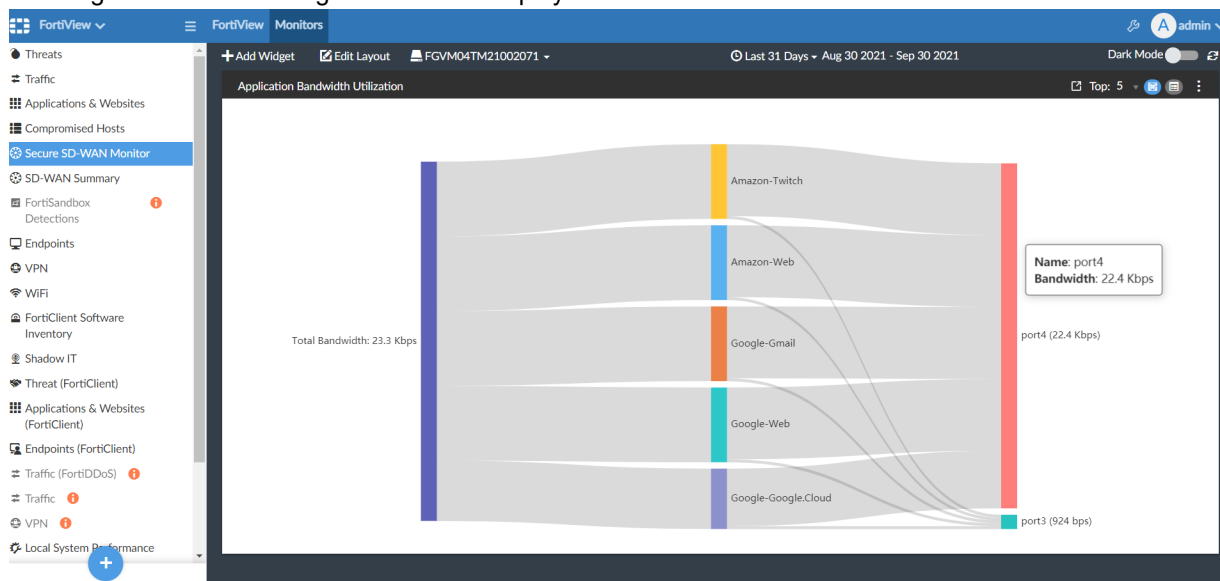 FortiView
FortiView Monitors
admin
A
Threats
Traffic
Applications & Websites
Compromised Hosts
Secure SD-WAN Monitor
SD-WAN Summary
FortiSandbox
Detections
Endpoints
VPN
WiFi
FortiClient Software
Inventory
Shadow IT
Threat (FortiClient)
Applications & Websites
(FortiClient)
Endpoints (FortiClient)
Traffic (FortiDDoS)
Traffic
VPN
Local System
+
+ Add Widget Edit Layout FGVM04TM21002071 Last 31 Days Aug 30 2021 - Sep 30 2021 Dark Mode
Application Bandwidth Utilization Top: 5
Total Bandwidth: 23.3 Kbps
Amazon-Twitch
Amazon-Web
Google-Gmail
Google-Web
Google-Google.Cloud
Name: port4
Bandwidth: 22.4 Kbps
port4 (22.4 Kbps)
port3 (924 bps)